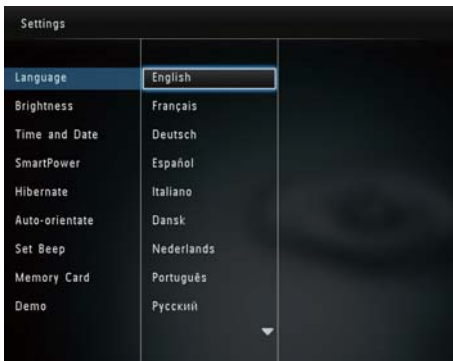 Settings
Language
Brightness
Time and Date
SmartPower
Hibernate
Auto-orientate
Set Beep
Memory Card
Demo
English
Français
Deutsch
Español
Italiano
Dansk
Nederlands
Português
Русский